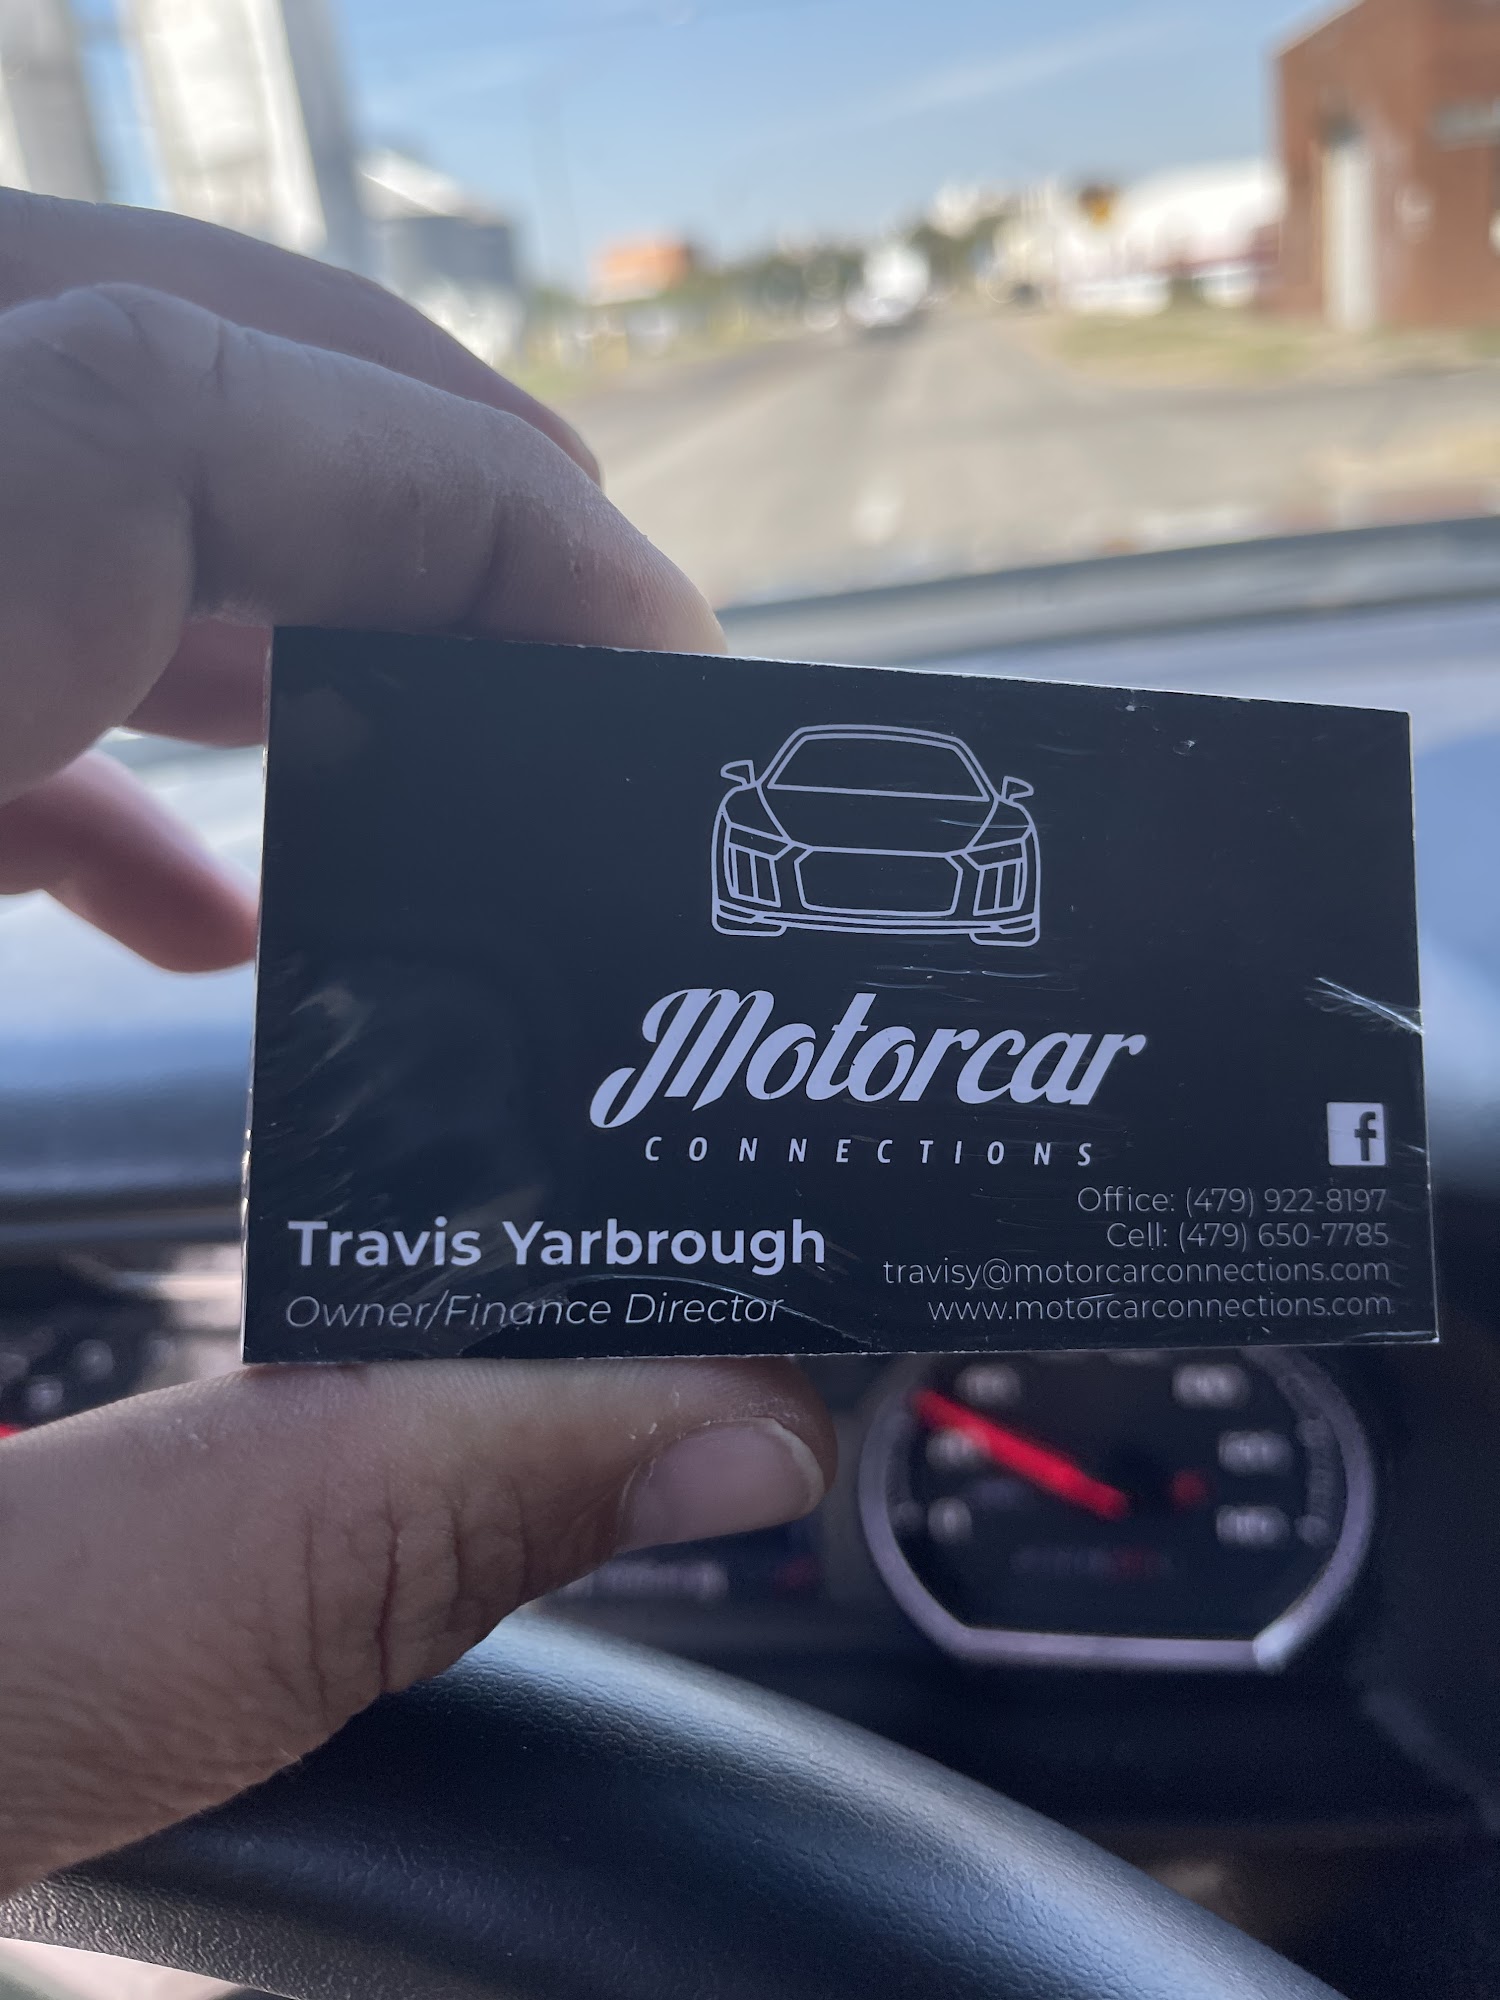 Motorcar
CONNECTIONS
f
Travis Yarbrough
Owner/Finance Director
Office: (479) 922-8197
Cell: (479) 650-7785
travisy@motorcarconnections.com
www.motorcarconnections.com